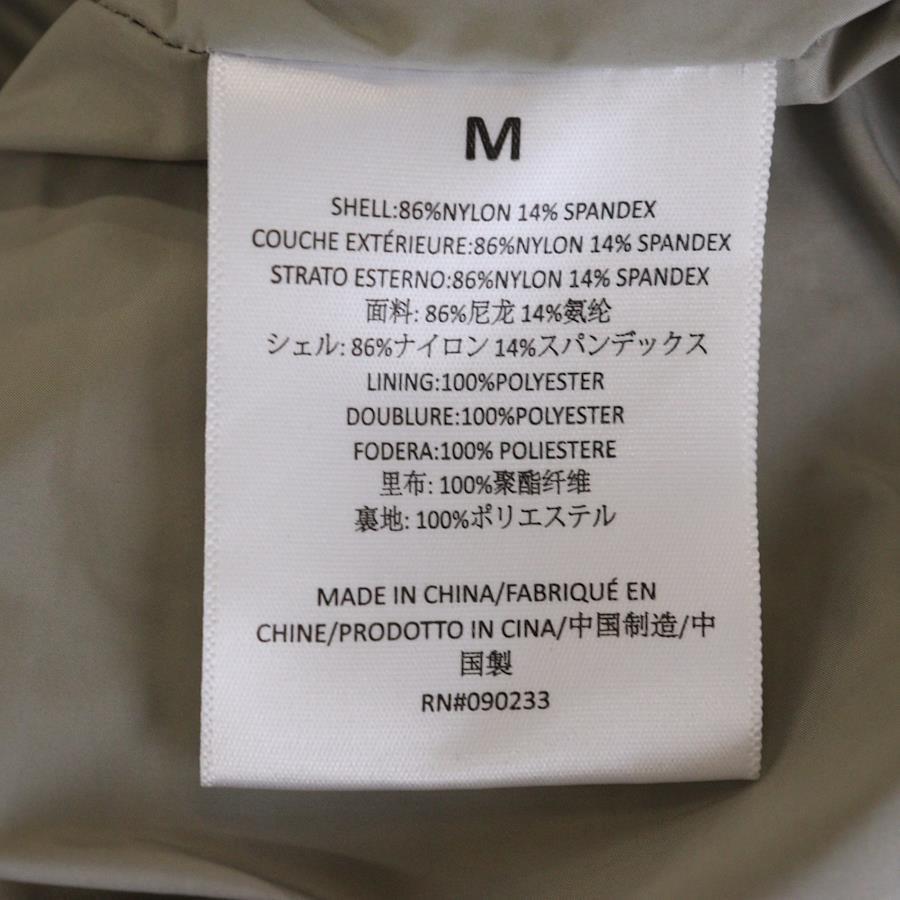 M
SHELL:86%NYLON 14% SPANDEX
COUCHE EXTÉRIEURE:86%NYLON 14% SPANDEX
STRATO ESTERNO:86%NYLON 14% SPANDEX
面料: 86%尼龙 14%氨纶
シェル: 86%ナイロン 14%スパンデックス
LINING:100%POLYESTER
DOUBLURE:100%POLYESTER
FODERA:100% POLIESTERE
里布: 100%聚酯纤维
裏地: 100%ポリエステル
MADE IN CHINA/FABRIQUÉ EN
CHINE/PRODOTTO IN CINA/中国制造/中
国製
RN#090233